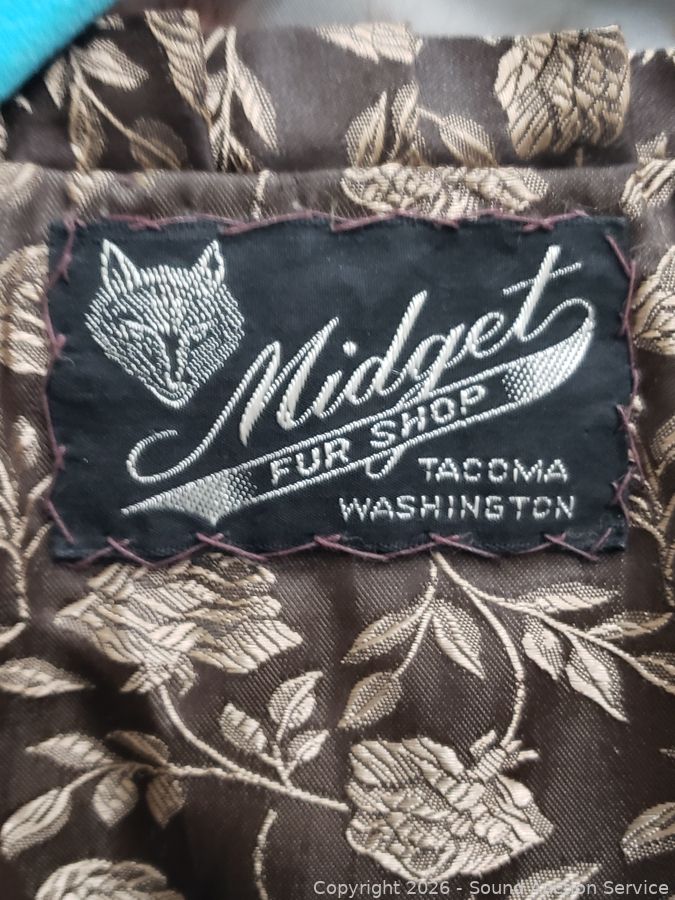 Midget
FUR SHOP
TACOMA
WASHINGTON
Copyright 2026 - Sound Auction Service